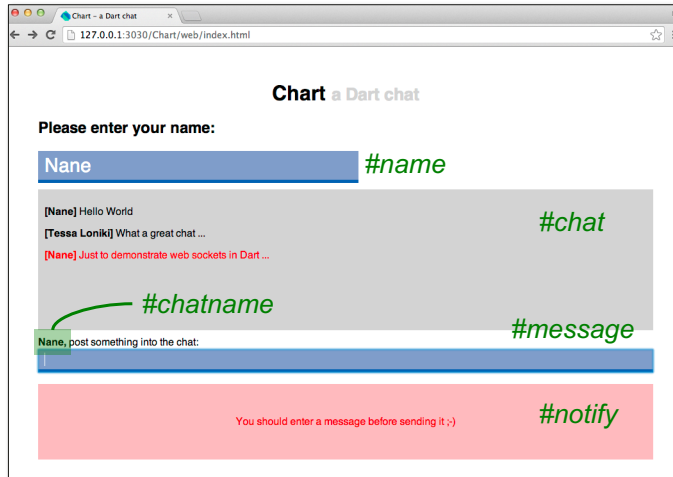 Chart – a Dart chat
127.0.0.1:3030/Chart/web/index.html
Chart a Dart chat
Please enter your name:
Nane
#name
[Nane] Hello World
[Tessa Loniki] What a great chat ...
#chat
[Nane] Just to demonstrate web sockets in Dart ...
#chatname
#message
Nane, post something into the chat:
You should enter a message before sending it ;-)
#notify